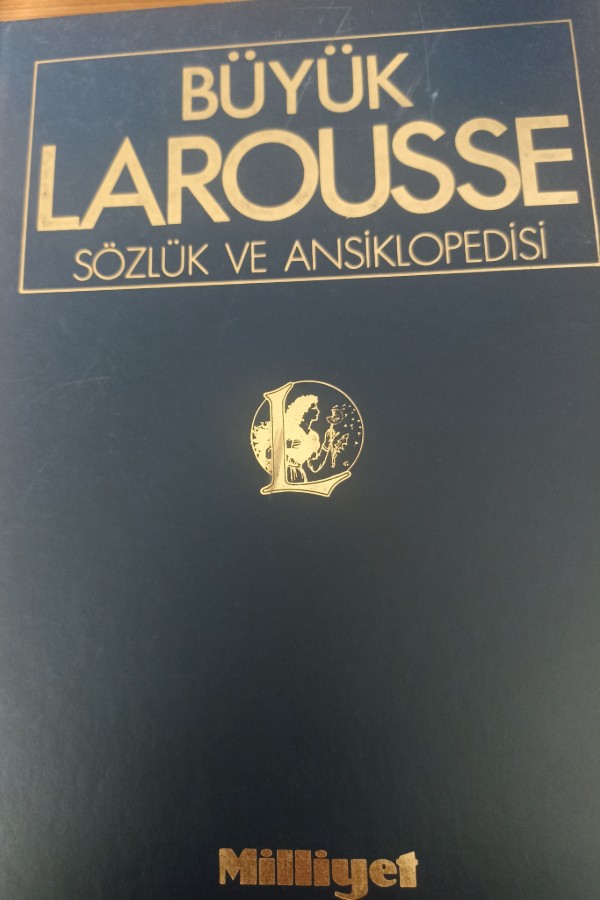 BÜYÜK
LAROUSSE
SÖZLÜK VE ANSİKLOPEDİSİ
L
Milliyet